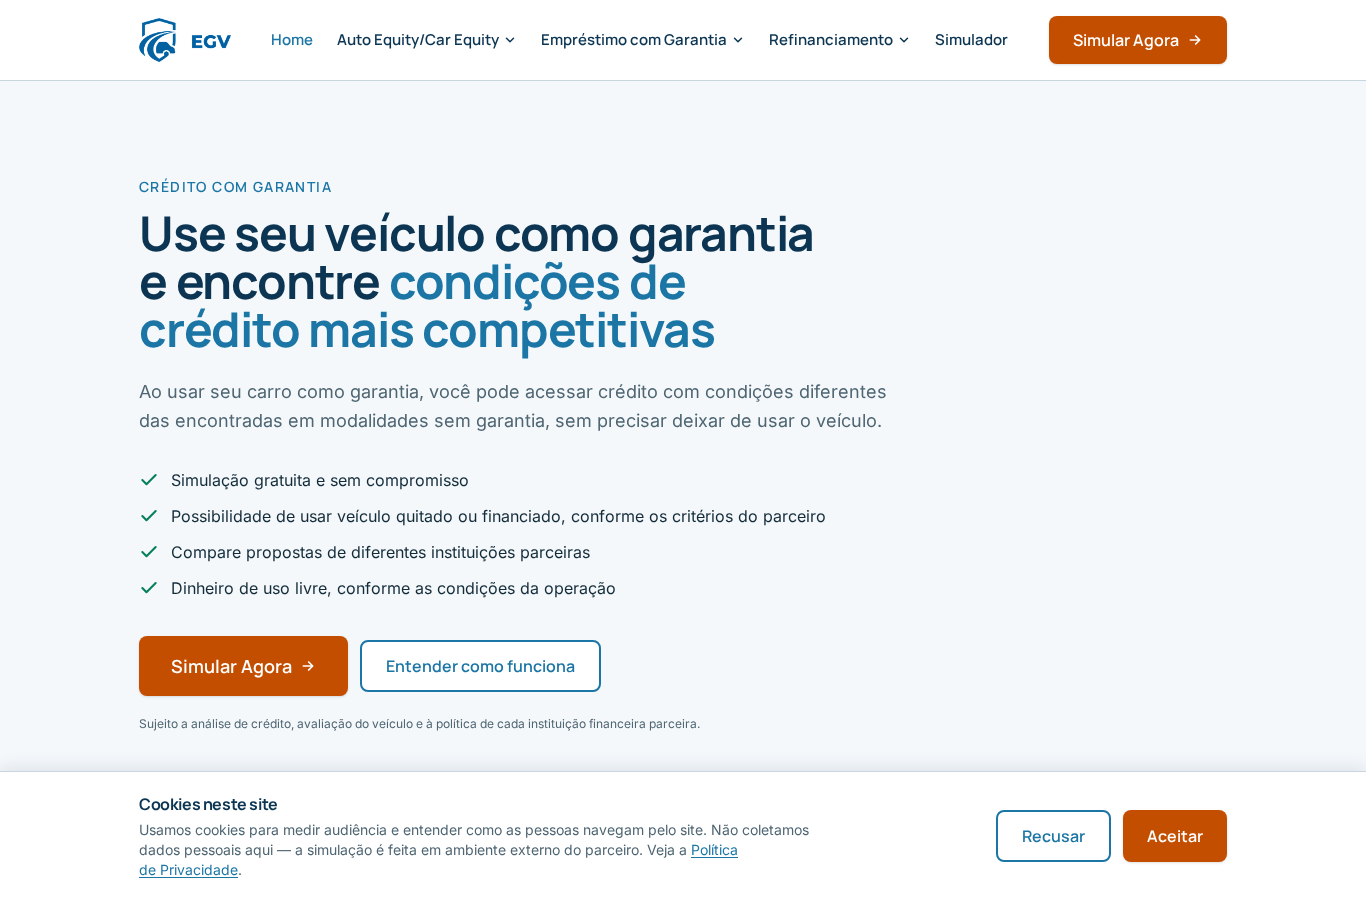 EGV
Home
Auto Equity/Car Equity
Empréstimo com Garantia
Refinanciamento
Simulador
Simular Agora
CRÉDITO COM GARANTIA
Use seu veículo como garantia
e encontre condições de
crédito mais competitivas
Ao usar seu carro como garantia, você pode acessar crédito com condições diferentes
das encontradas em modalidades sem garantia, sem precisar deixar de usar o veículo.
Simulação gratuita e sem compromisso
Possibilidade de usar veículo quitado ou financiado, conforme os critérios do parceiro
Compare propostas de diferentes instituições parceiras
Dinheiro de uso livre, conforme as condições da operação
Simular Agora
Entender como funciona
Sujeito a análise de crédito, avaliação do veículo e à política de cada instituição financeira parceira.
Cookies neste site
Usamos cookies para medir audiência e entender como as pessoas navegam pelo site. Não coletamos
dados pessoais aqui — a simulação é feita em ambiente externo do parceiro. Veja a Política
de Privacidade.
Recusar
Aceitar